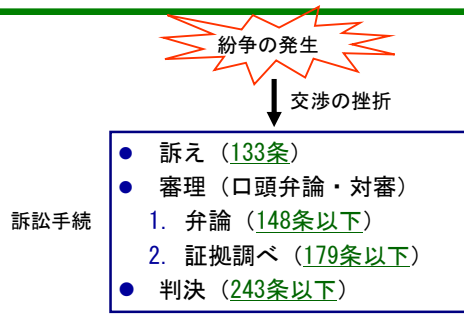 紛争の発生
交渉の挫折
訴訟手続
● 訴え（133条）
● 審理（口頭弁論・対審）
1. 弁論（148条以下）
2. 証拠調べ（179条以下）
● 判決（243条以下）